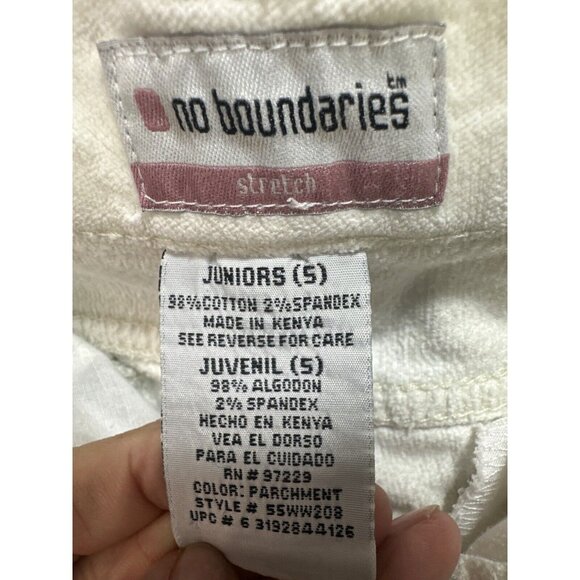 no boundaries tm
stretch
JUNIORS (5)
98% COTTON 2% SPANDEX
MADE IN KENYA
SEE REVERSE FOR CARE
JUVENIL (5)
98% ALGODON
2% SPANDEX
HECHO EN KENYA
VEA EL DORSO
PARA EL CUIDADO
RN # 97229
COLOR: PARCHMENT
STYLE # 55WW208
UPC # 6 3192844126